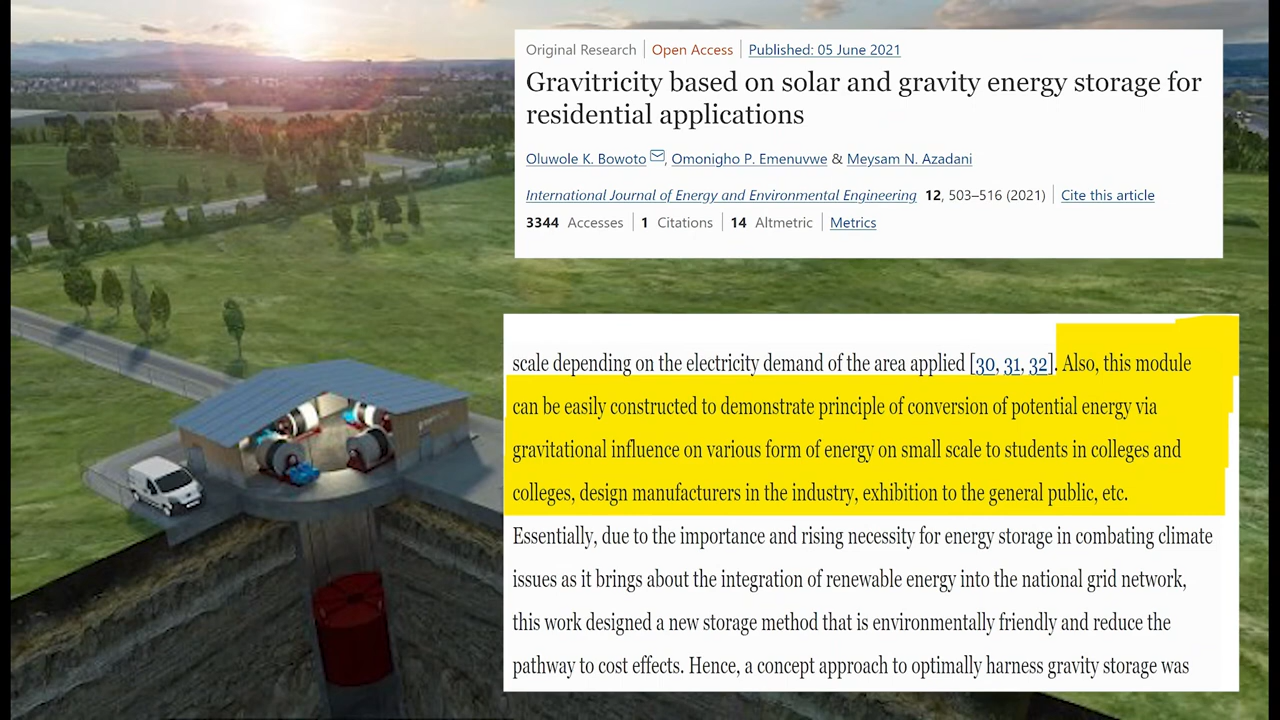 Original Research | Open Access | Published: 05 June 2021
Gravitricity based on solar and gravity energy storage for
residential applications
Oluwole K. Bowoto, Omonigho P. Emenuvwe & Meysam N. Azadani
International Journal of Energy and Environmental Engineering 12, 503–516 (2021) | Cite this article
3344 Accesses | 1 Citations | 14 Altmetric | Metrics
scale depending on the electricity demand of the area applied [30, 31, 32]. Also, this module
can be easily constructed to demonstrate principle of conversion of potential energy via
gravitational influence on various form of energy on small scale to students in colleges and
colleges, design manufacturers in the industry, exhibition to the general public, etc.
Essentially, due to the importance and rising necessity for energy storage in combating climate
issues as it brings about the integration of renewable energy into the national grid network,
this work designed a new storage method that is environmentally friendly and reduce the
pathway to cost effects. Hence, a concept approach to optimally harness gravity storage was